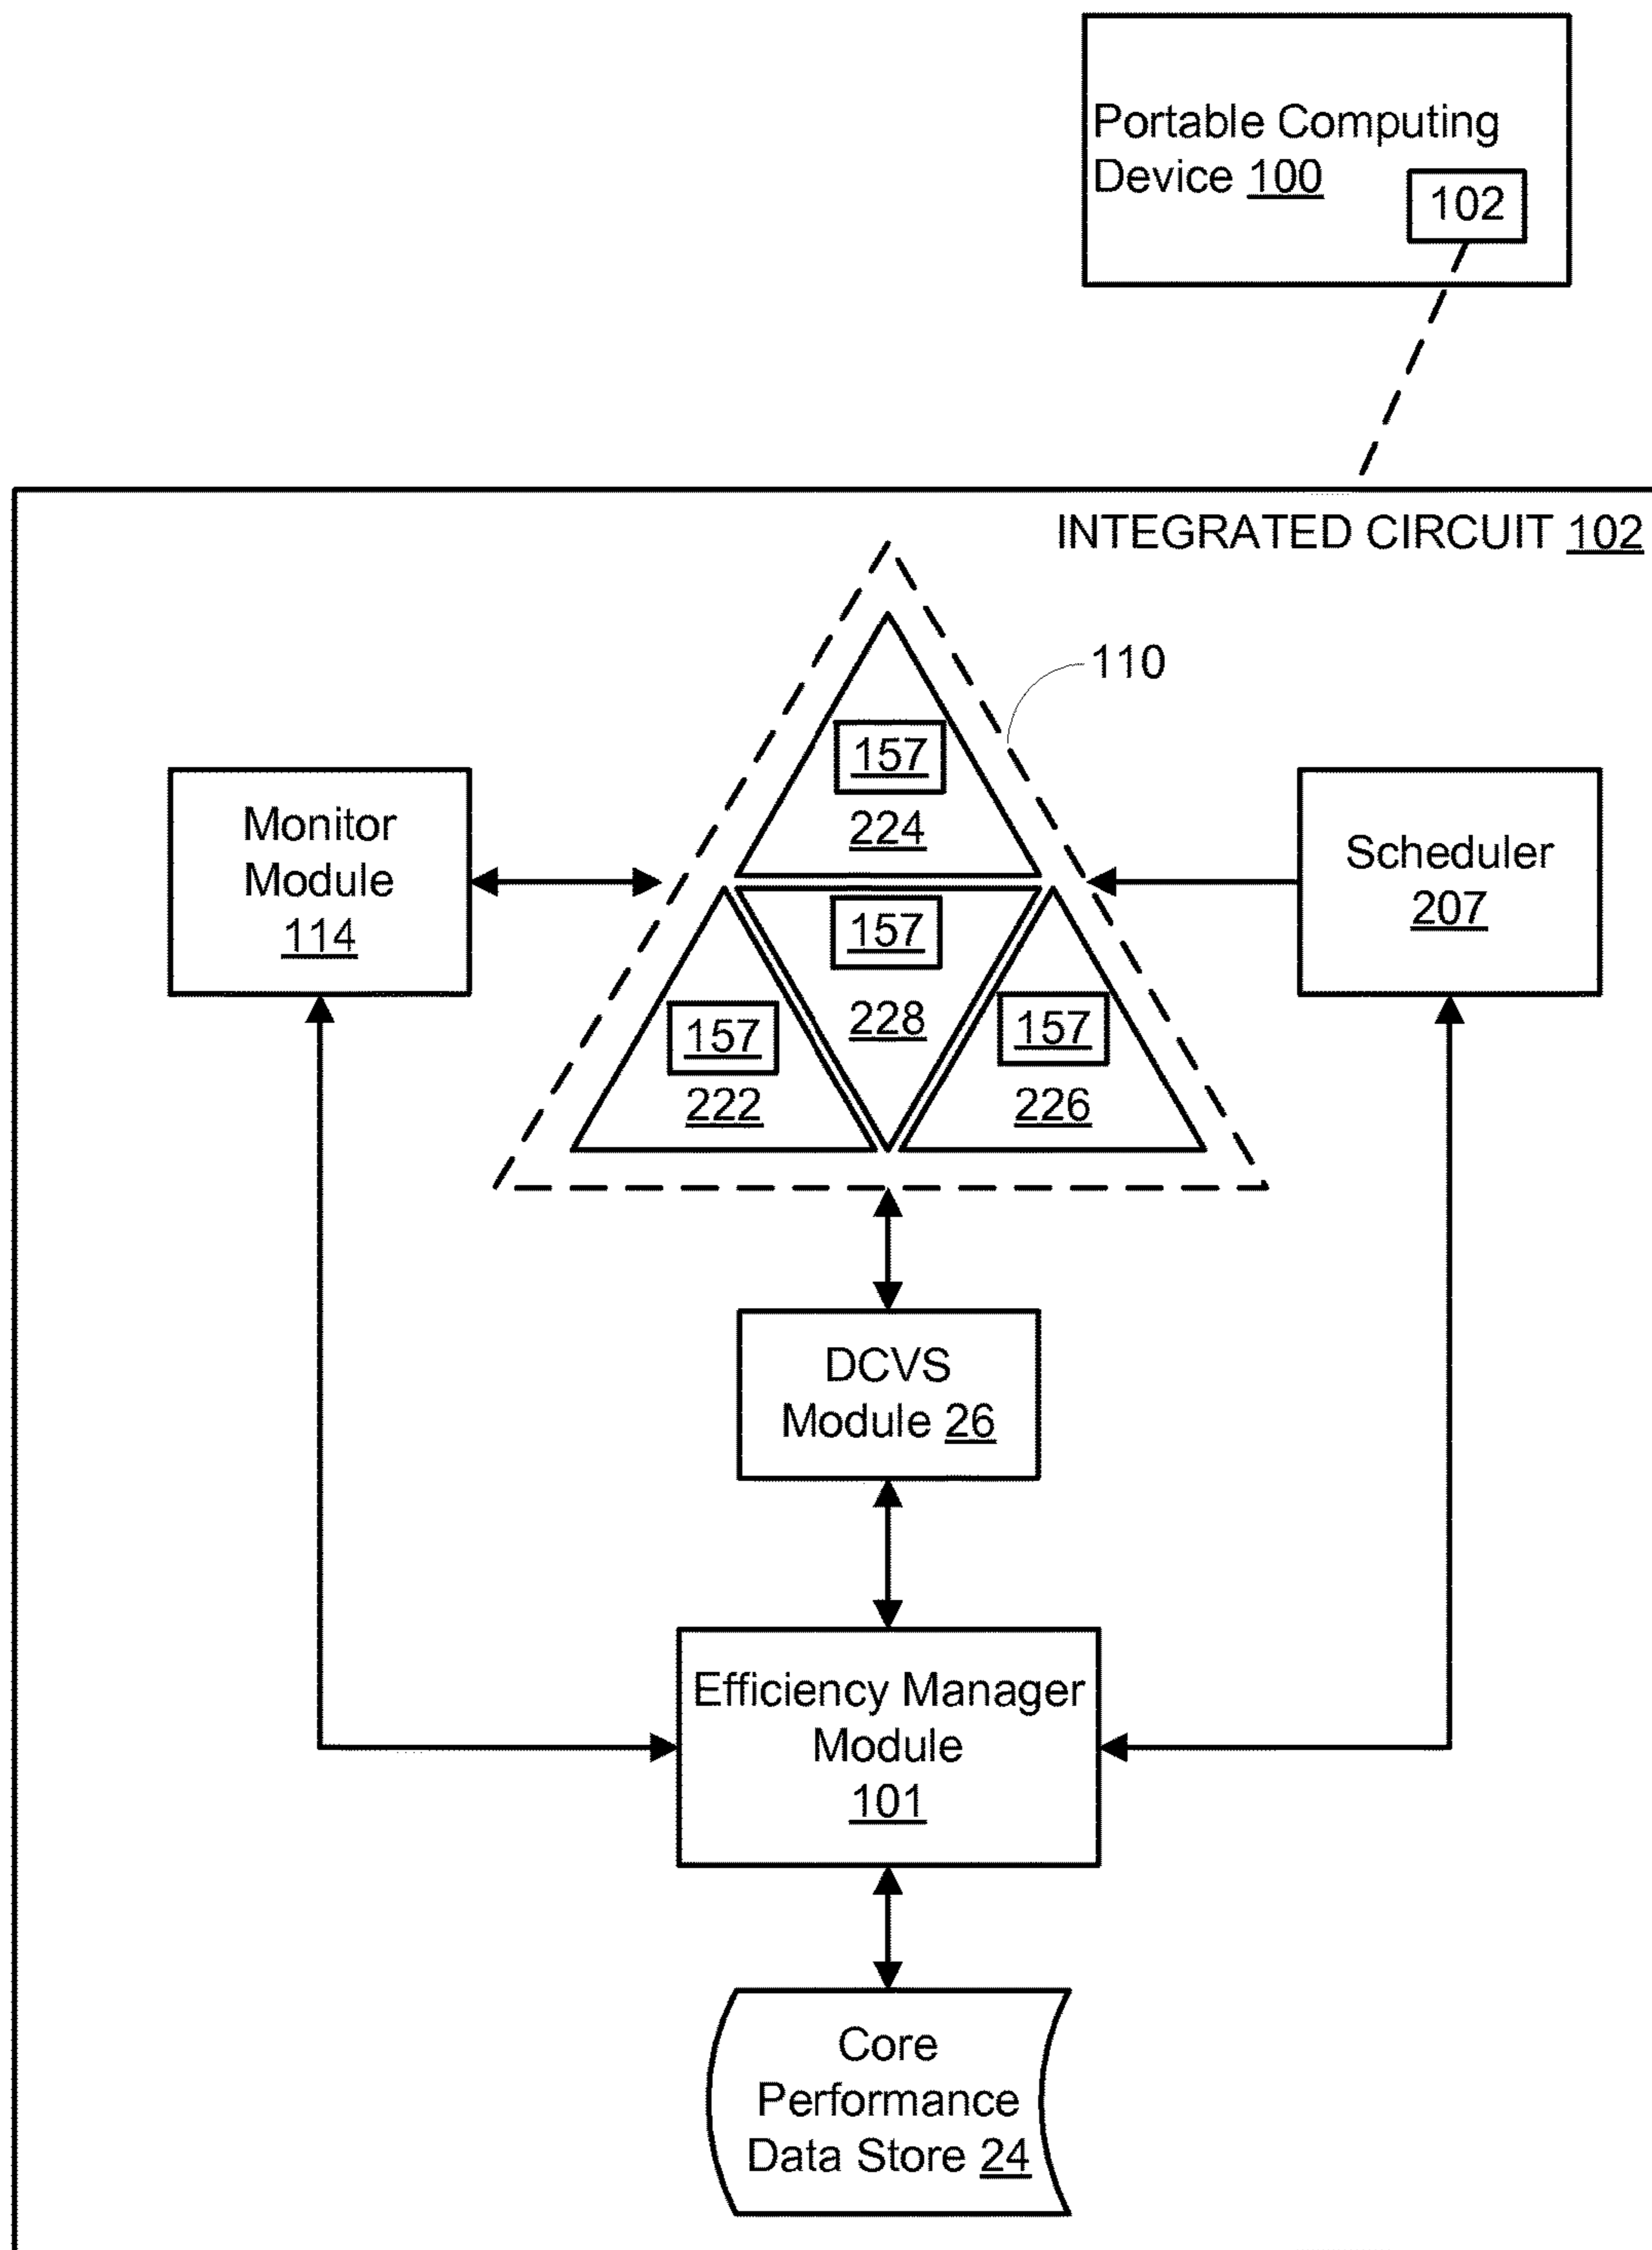 Portable Computing
Device 100
102
INTEGRATED CIRCUIT 102
110
157
224
Monitor
Module
114
Scheduler
207
157
228
157
222
157
226
DCVS
Module 26
Efficiency Manager
Module
101
Core
Performance
Data Store 24